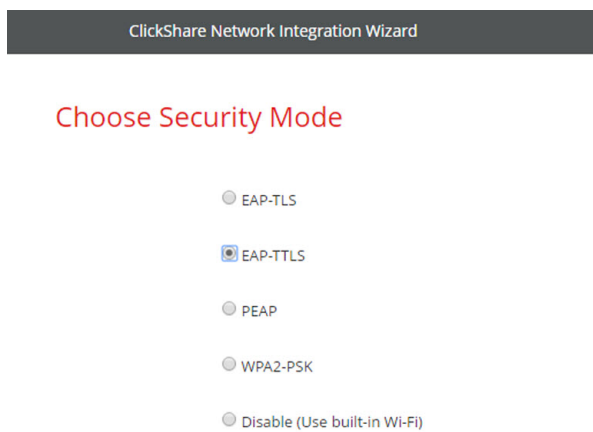 ClickShare Network Integration Wizard
Choose Security Mode
EAP-TLS
EAP-TTLS
PEAP
WPA2-PSK
Disable (Use built-in Wi-Fi)